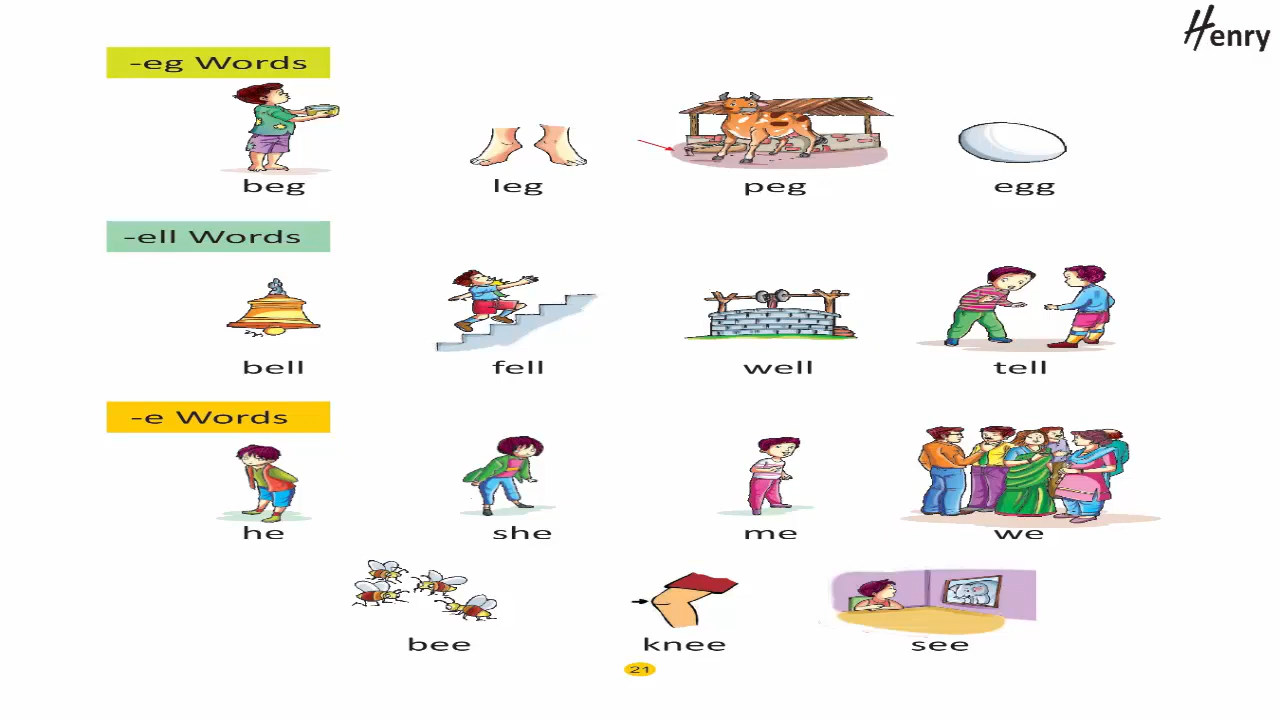 Henry
-eg Words
beg leg peg egg
-ell Words
bell fell well tell
-e Words
he she me we
bee knee see
21